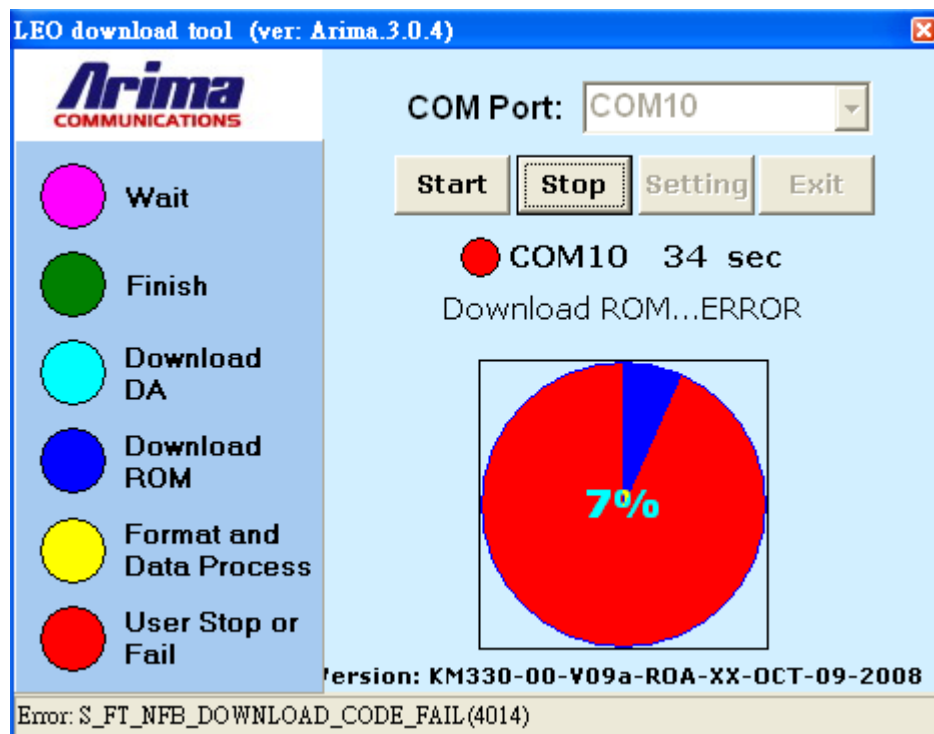 LEO download tool (ver: Arima.3.0.4)
Arima
COMMUNICATIONS
COM Port: COM10
Start Stop Setting Exit
Wait
Finish
Download
DA
Download
ROM
Format and
Data Process
User Stop or
Fail
COM10 34 sec
Download ROM...ERROR
7%
ersion: KM330-00-V09a-ROA-XX-OCT-09-2008
Error: S_FT_NFB_DOWNLOAD_CODE_FAIL(4014)